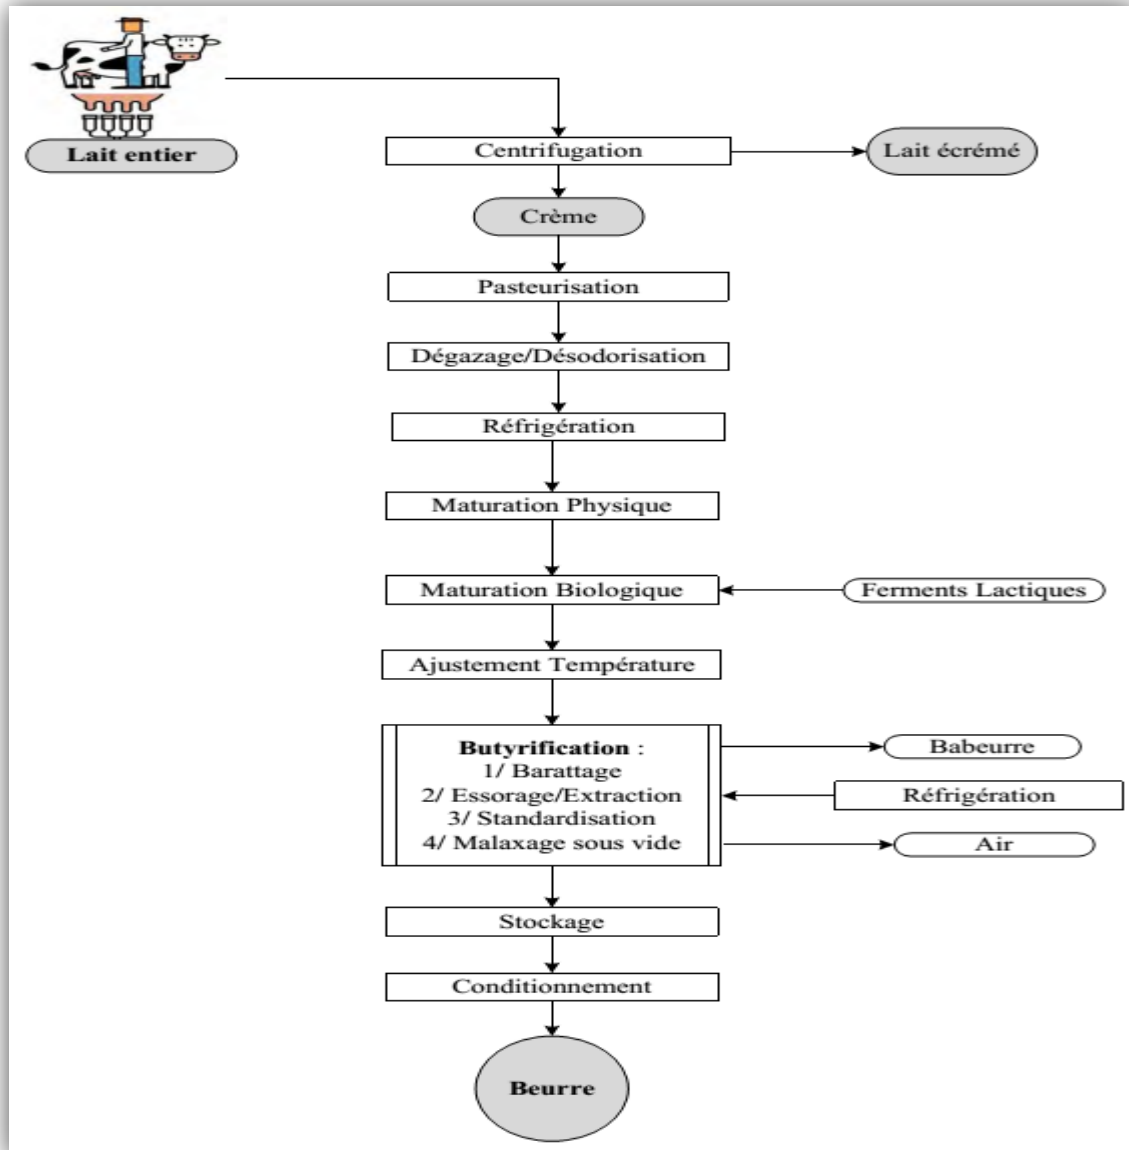 Lait entier
Centrifugation
Lait écrémé
Crème
Pasteurisation
Dégazage/Désodorisation
Réfrigération
Maturation Physique
Maturation Biologique
Ferments Lactiques
Ajustement Température
Butyrification :
1/ Barattage
2/ Essorage/Extraction
3/ Standardisation
4/ Malaxage sous vide
Babeurre
Réfrigération
Air
Stockage
Conditionnement
Beurre